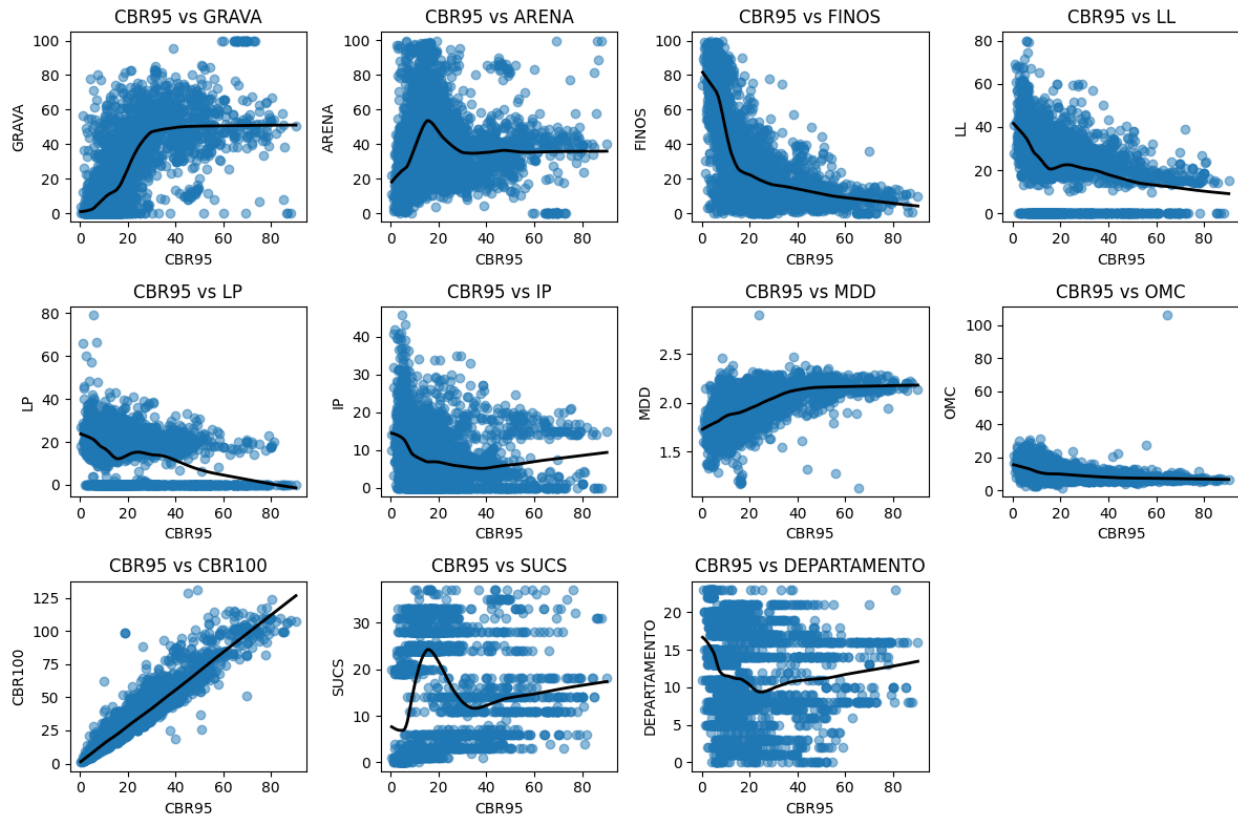 CBR95 vs GRAVA
CBR95 vs ARENA
CBR95 vs FINOS
CBR95 vs LL
GRAVA
100
80
60
40
20
0
0 20 40 60 80
CBR95
ARENA
100
80
60
40
20
0
0 20 40 60 80
CBR95
FINOS
100
80
60
40
20
0
0 20 40 60 80
CBR95
LL
80
60
40
20
0
0 20 40 60 80
CBR95
CBR95 vs LP
CBR95 vs IP
CBR95 vs MDD
CBR95 vs OMC
LP
80
60
40
20
0
0 20 40 60 80
CBR95
IP
40
30
20
10
0
0 20 40 60 80
CBR95
MDD
2.5
2.0
1.5
0 20 40 60 80
CBR95
OMC
100
80
60
40
20
0
0 20 40 60 80
CBR95
CBR95 vs CBR100
CBR95 vs SUCS
CBR95 vs DEPARTAMENTO
CBR100
125
100
75
50
25
0
0 20 40 60 80
CBR95
SUCS
30
20
10
0
0 20 40 60 80
CBR95
DEPARTAMENTO
20
15
10
5
0
0 20 40 60 80
CBR95